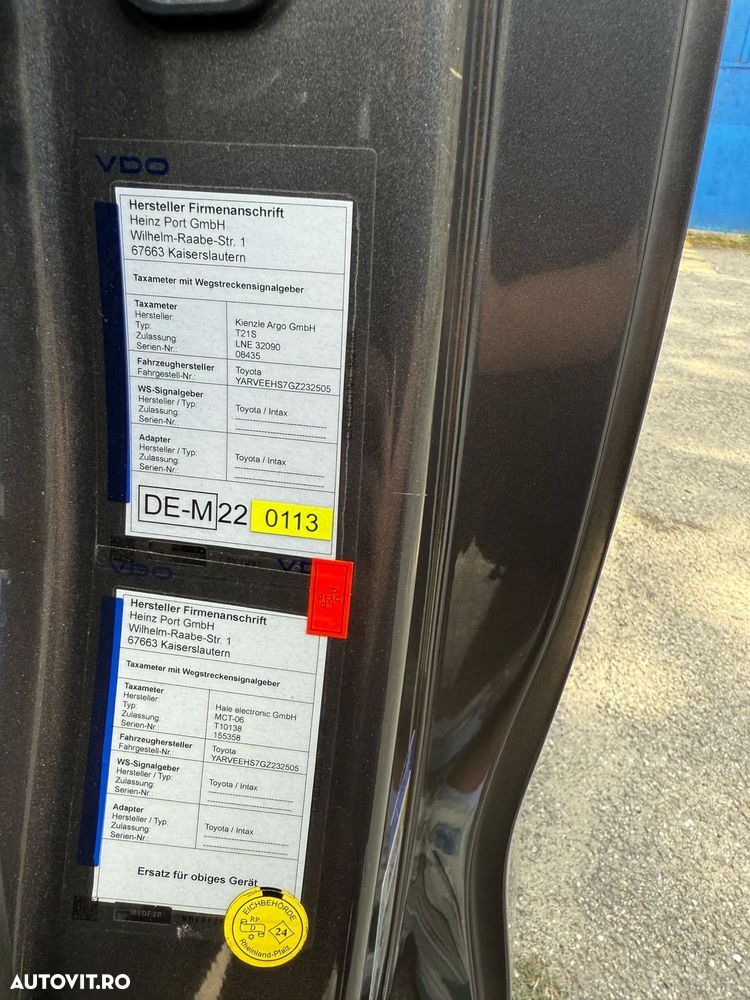 VDO
Hersteller Firmenanschrift
Heinz Port GmbH
Wilhelm-Raabe-Str. 1
67663 Kaiserslautern
Taxameter mit Wegstreckensignalgeber
Taxameter
Hersteller: Kienzle Argo GmbH
Typ: T21S
Zulassung: LNE 32090
Serien-Nr.: 08435
Fahrzeughersteller Toyota
Fahrgestell-Nr.: YARVEEHS7GZ232505
WS-Signalgeber
Hersteller / Typ: Toyota / Intax
Zulassung:
Serien-Nr.:
Adapter
Hersteller / Typ: Toyota / Intax
Zulassung:
Serien-Nr.:
DE-M 22 0113
VDO
Hersteller Firmenanschrift
Heinz Port GmbH
Wilhelm-Raabe-Str. 1
67663 Kaiserslautern
Taxameter mit Wegstreckensignalgeber
Taxameter
Hersteller: Hale electronic GmbH
Typ: MCT-06
Zulassung: T10138
Serien-Nr.: 155358
Fahrzeughersteller Toyota
Fahrgestell-Nr.: YARVEEHS7GZ232505
WS-Signalgeber
Hersteller / Typ: Toyota / Intax
Zulassung:
Serien-Nr.:
Adapter
Hersteller / Typ: Toyota / Intax
Zulassung:
Serien-Nr.:
Ersatz für obiges Gerät
EICHBEHÖRDE
RP
D
24
Rheinland-Pfalz
AUTOVIT.RO